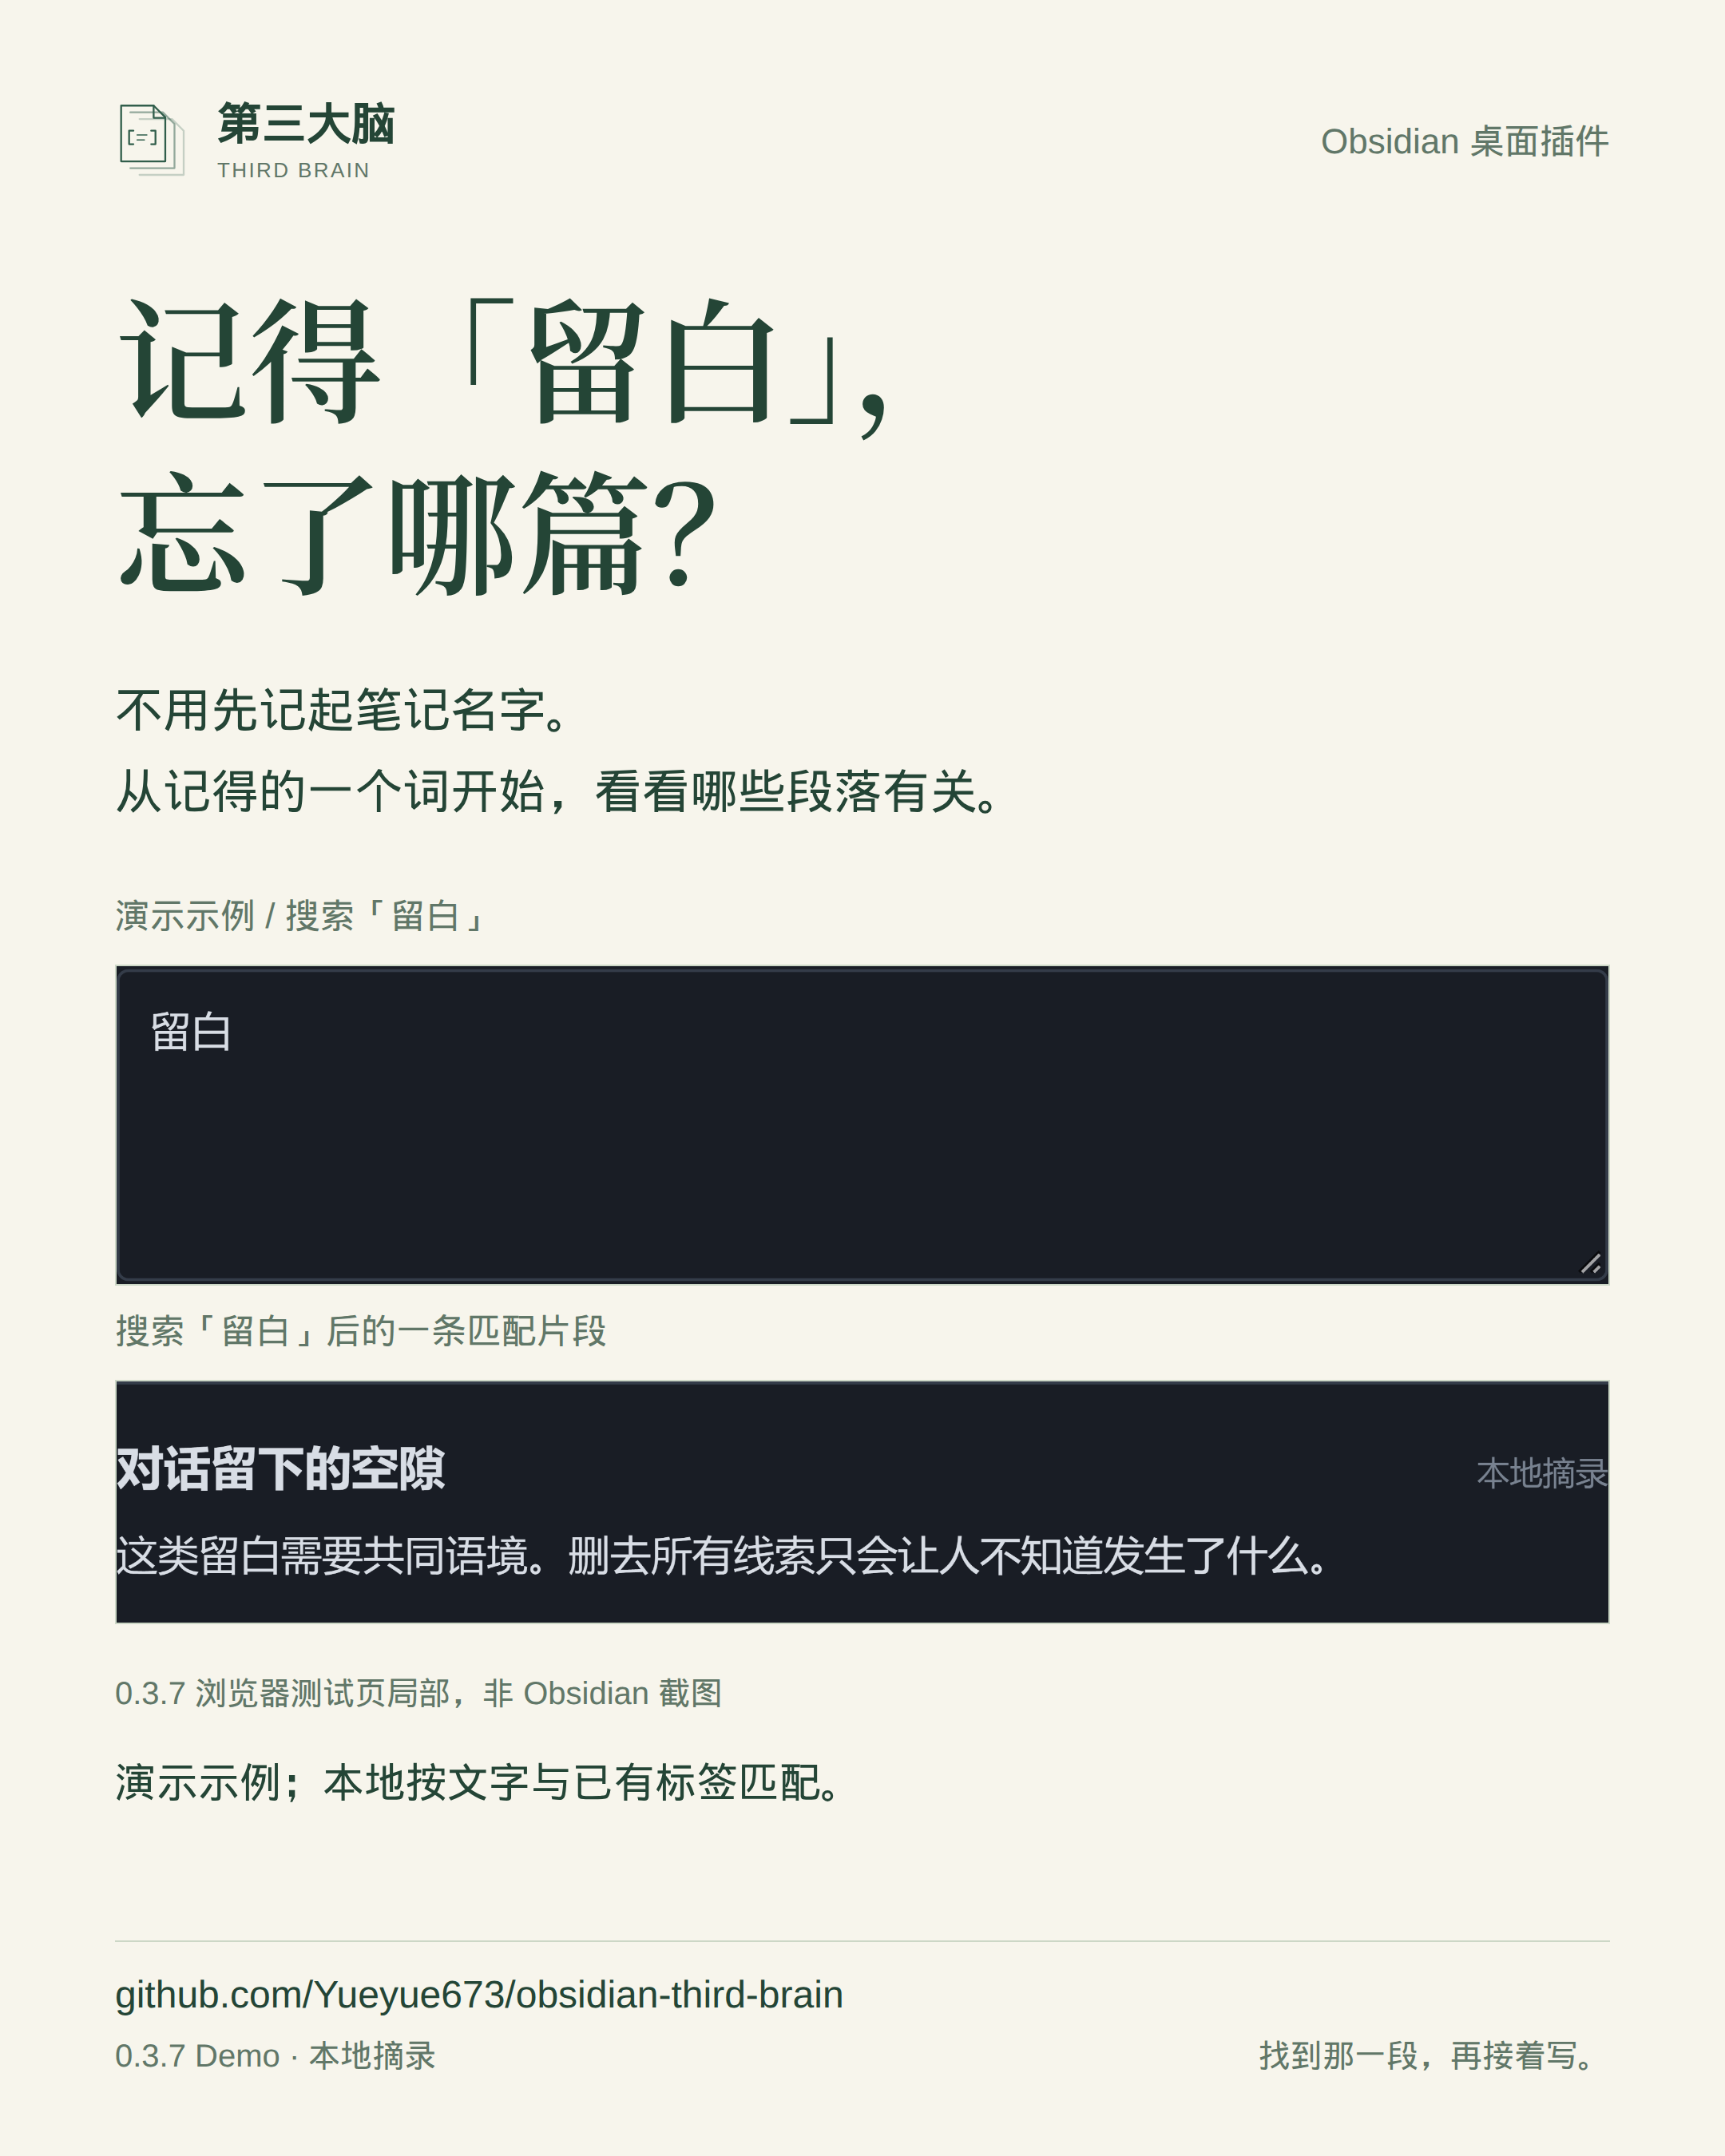 [=]
第三大脑
THIRD BRAIN
Obsidian 桌面插件
记得「留白」,
忘了哪篇?
不用先记起笔记名字。
从记得的一个词开始，看看哪些段落有关。
演示示例 / 搜索「留白」
留白
搜索「留白」后的一条匹配片段
对话留下的空隙
本地摘录
这类留白需要共同语境。删去所有线索只会让人不知道发生了什么。
0.3.7 浏览器测试页局部，非 Obsidian 截图
演示示例；本地按文字与已有标签匹配。
github.com/Yueyue673/obsidian-third-brain
0.3.7 Demo · 本地摘录
找到那一段，再接着写。